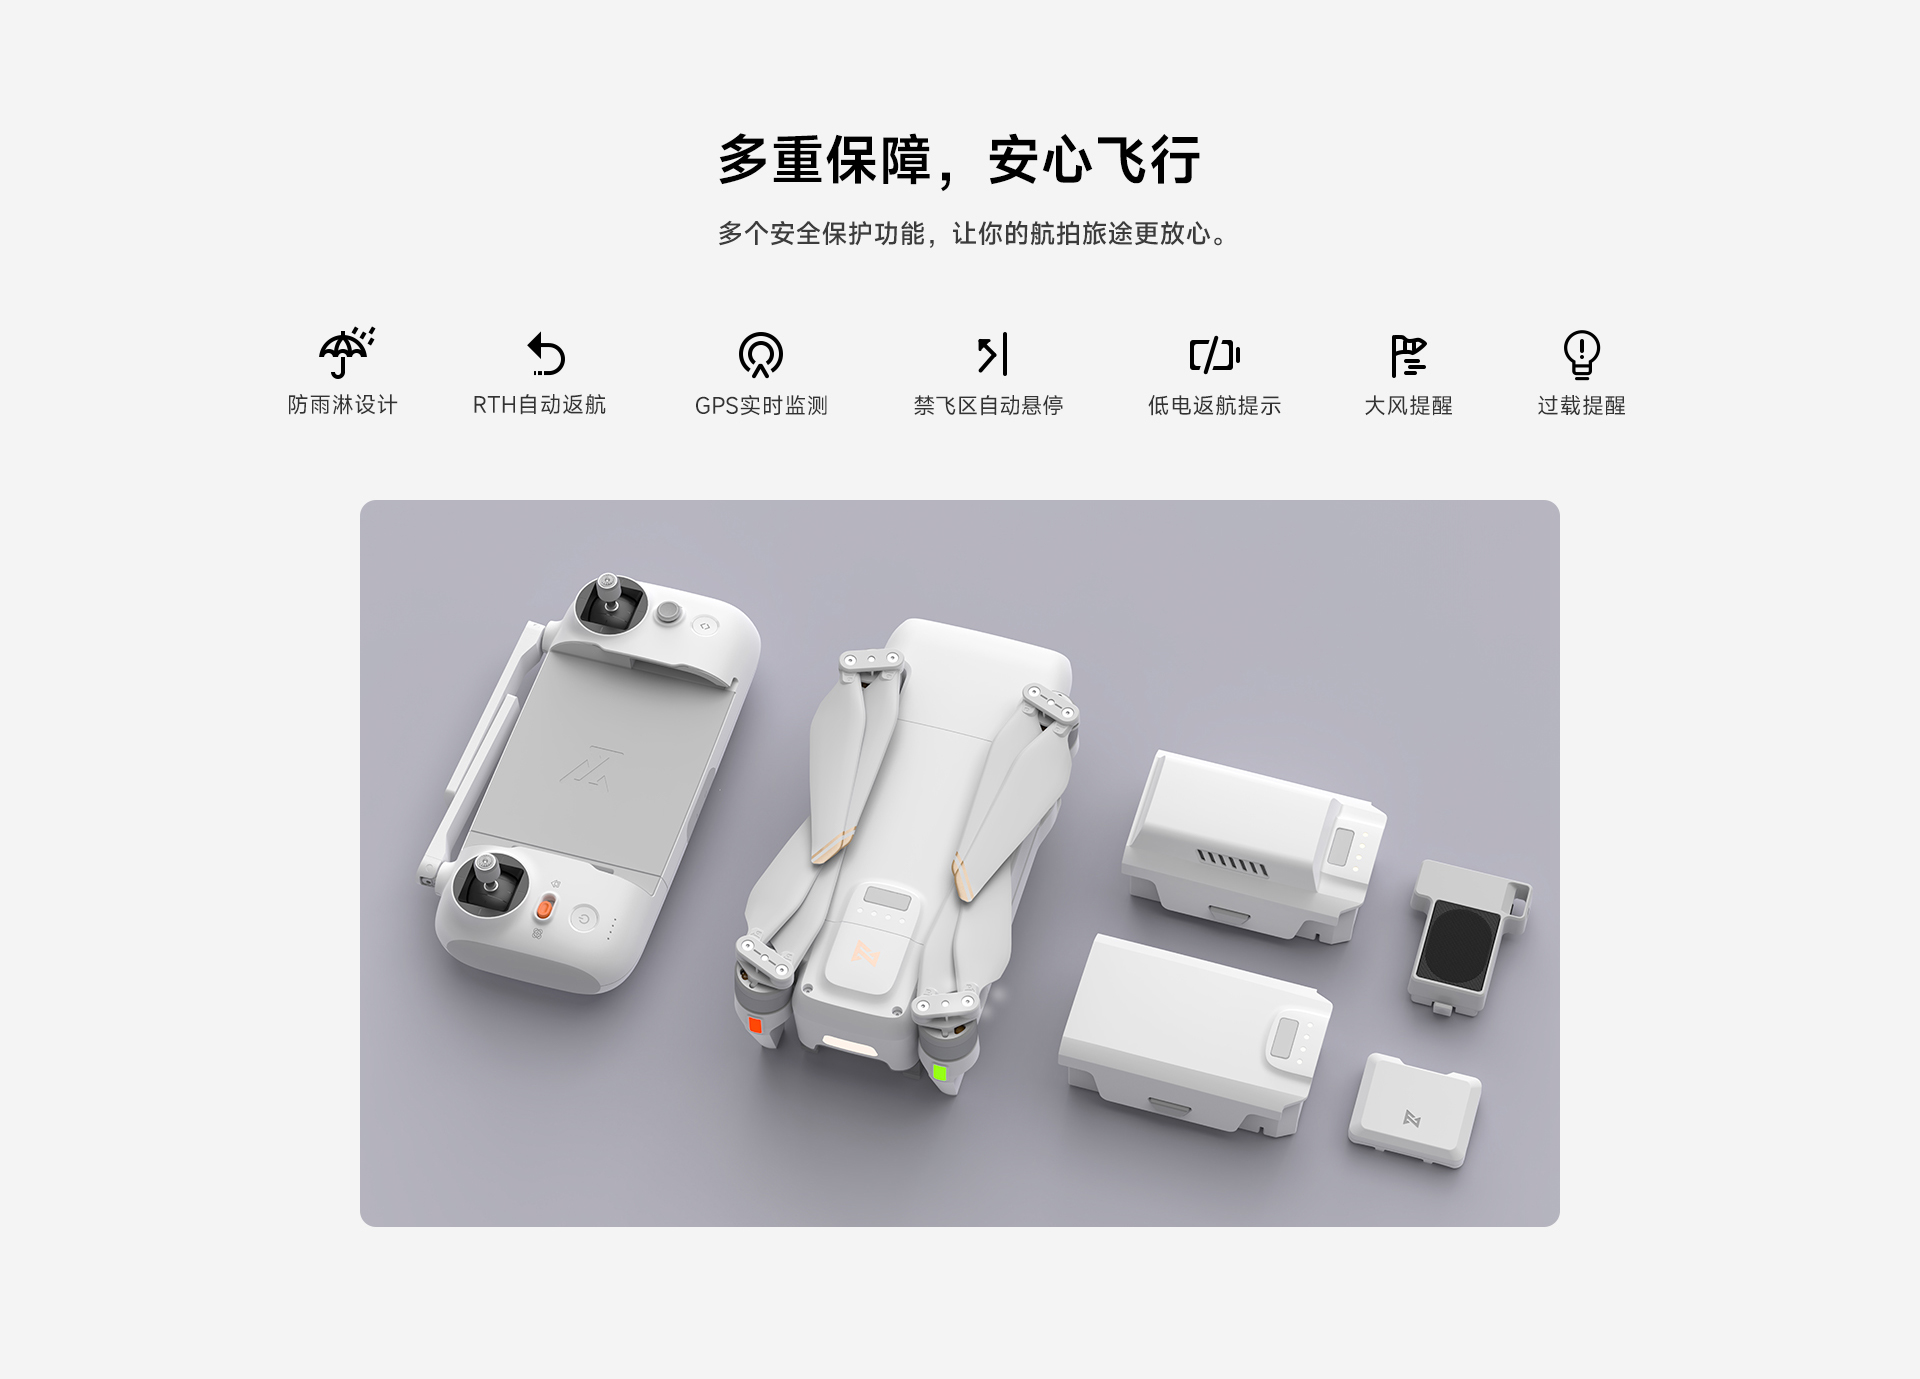 多重保障，安心飞行
多个安全保护功能，让你的航拍旅途更放心。
防雨淋设计
RTH自动返航
GPS实时监测
禁飞区自动悬停
低电返航提示
大风提醒
过载提醒